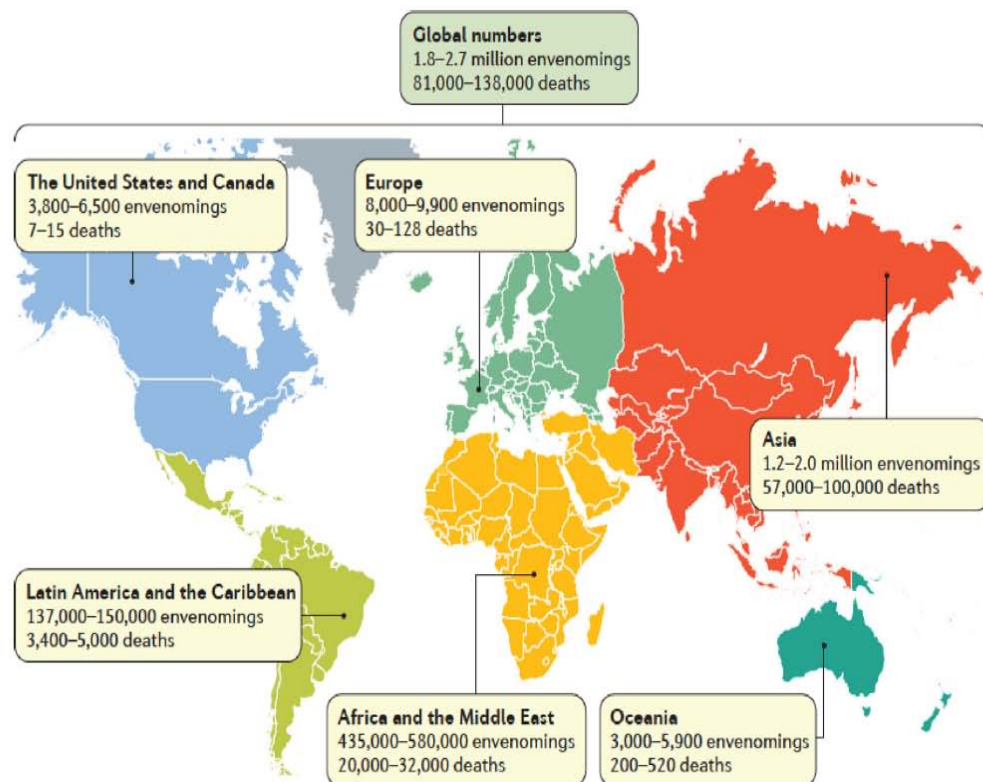 Global numbers
1.8–2.7 million envenomings
81,000–138,000 deaths
The United States and Canada
3,800–6,500 envenomings
7–15 deaths
Europe
8,000–9,900 envenomings
30–128 deaths
Asia
1.2–2.0 million envenomings
57,000–100,000 deaths
Latin America and the Caribbean
137,000–150,000 envenomings
3,400–5,000 deaths
Africa and the Middle East
435,000–580,000 envenomings
20,000–32,000 deaths
Oceania
3,000–5,900 envenomings
200–520 deaths